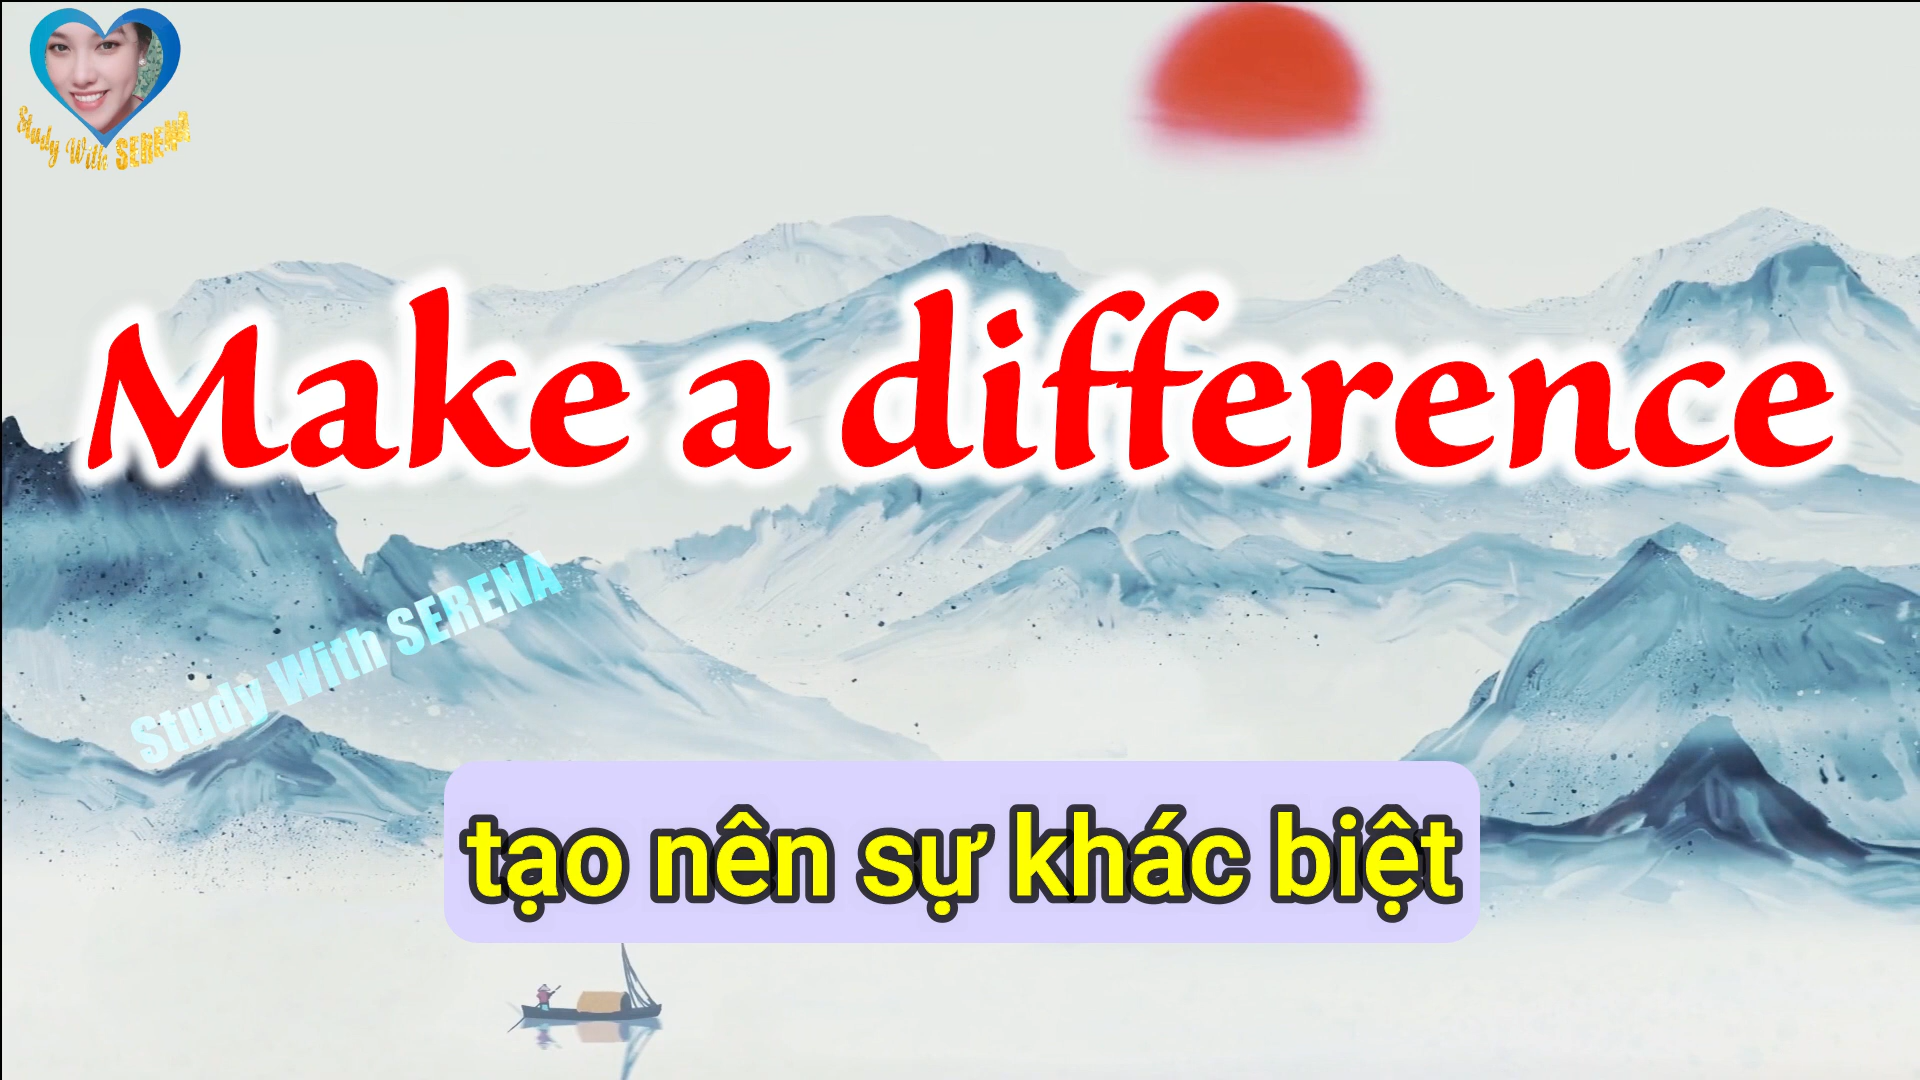 Study With SERENA
Make a difference
Study With SERENA
tạo nên sự khác biệt